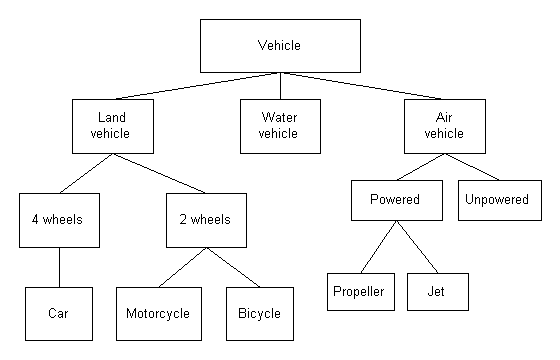 Vehicle
Land
vehicle
Water
vehicle
Air
vehicle
4 wheels
2 wheels
Powered
Unpowered
Car
Motorcycle
Bicycle
Propeller
Jet